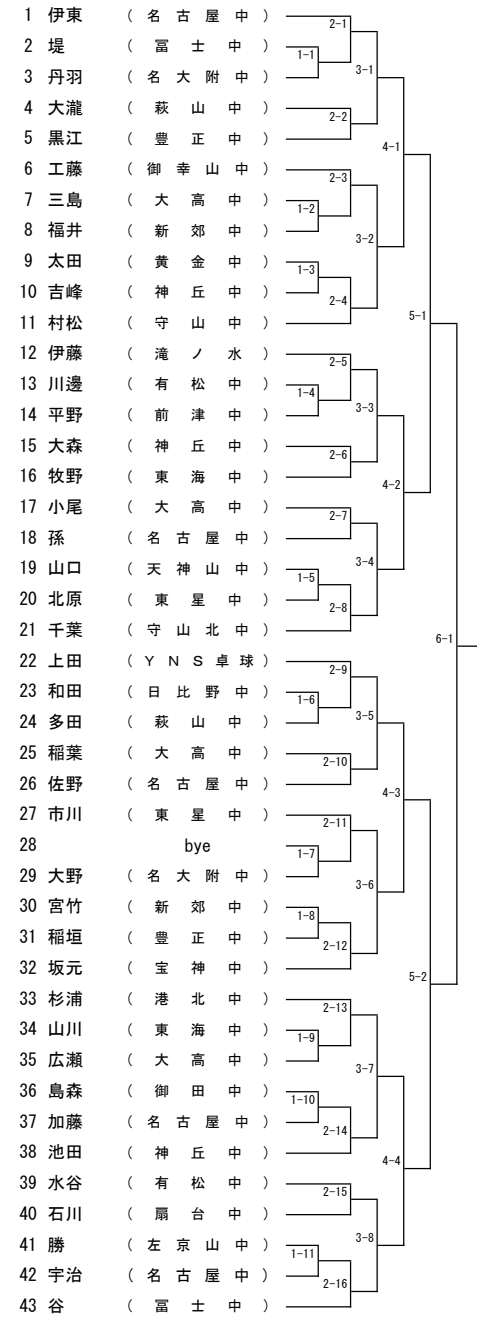 1 伊東 ( 名 古 屋 中 )
2 堤 ( 冨 士 中 )
3 丹羽 ( 名 大 附 中 )
4 大瀧 ( 萩 山 中 )
5 黒江 ( 豊 正 中 )
6 工藤 ( 御 幸 山 中 )
7 三島 ( 大 高 中 )
8 福井 ( 新 郊 中 )
9 太田 ( 黄 金 中 )
10 吉峰 ( 神 丘 中 )
11 村松 ( 守 山 中 )
12 伊藤 ( 滝 ノ 水 )
13 川邊 ( 有 松 中 )
14 平野 ( 前 津 中 )
15 大森 ( 神 丘 中 )
16 牧野 ( 東 海 中 )
17 小尾 ( 大 高 中 )
18 孫 ( 名 古 屋 中 )
19 山口 ( 天 神 山 中 )
20 北原 ( 東 星 中 )
21 千葉 ( 守 山 北 中 )
22 上田 ( Y N S 卓 球 )
23 和田 ( 日 比 野 中 )
24 多田 ( 萩 山 中 )
25 稲葉 ( 大 高 中 )
26 佐野 ( 名 古 屋 中 )
27 市川 ( 東 星 中 )
28 bye
29 大野 ( 名 大 附 中 )
30 宮竹 ( 新 郊 中 )
31 稲垣 ( 豊 正 中 )
32 坂元 ( 宝 神 中 )
33 杉浦 ( 港 北 中 )
34 山川 ( 東 海 中 )
35 広瀬 ( 大 高 中 )
36 島森 ( 御 田 中 )
37 加藤 ( 名 古 屋 中 )
38 池田 ( 神 丘 中 )
39 水谷 ( 有 松 中 )
40 石川 ( 扇 台 中 )
41 勝 ( 左 京 山 中 )
42 宇治 ( 名 古 屋 中 )
43 谷 ( 冨 士 中 )
1-1
1-2
1-3
1-4
1-5
1-6
1-7
1-8
1-9
1-10
1-11
2-1
2-2
2-3
2-4
2-5
2-6
2-7
2-8
2-9
2-10
2-11
2-12
2-13
2-14
2-15
2-16
3-1
3-2
3-3
3-4
3-5
3-6
3-7
3-8
4-1
4-2
4-3
4-4
5-1
5-2
6-1